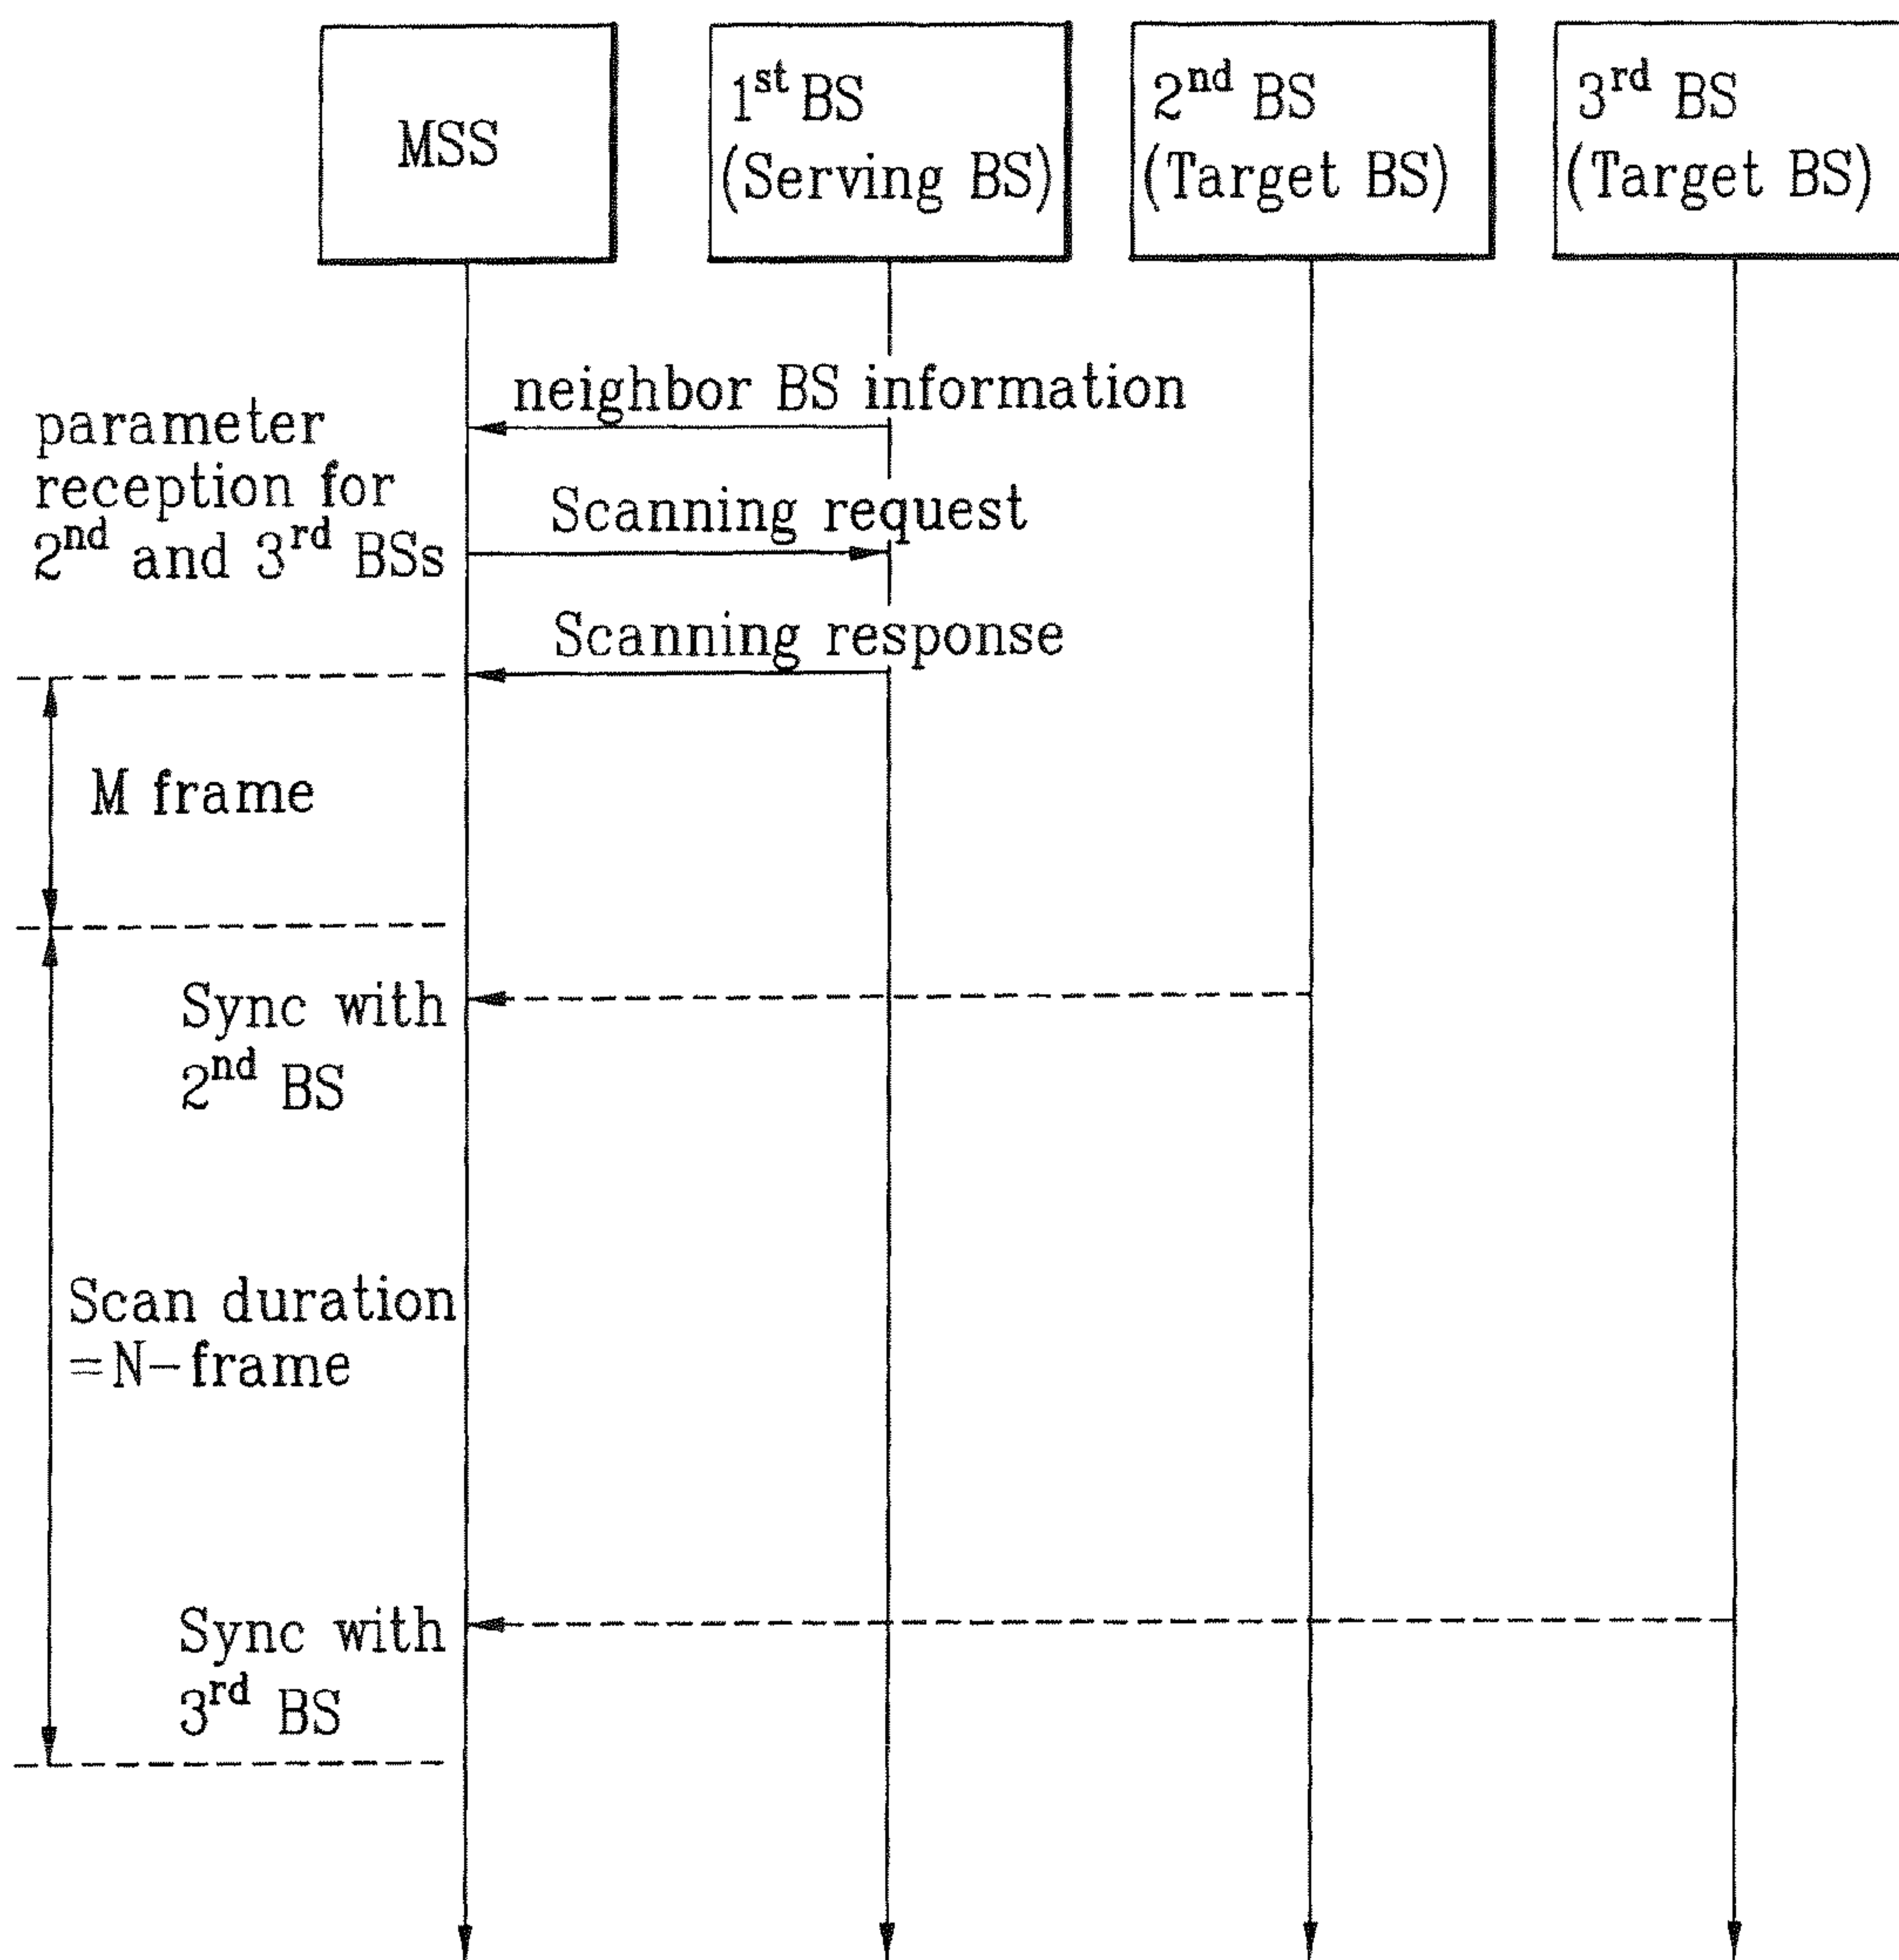 MSS
1st BS
(Serving BS)
2nd BS
(Target BS)
3rd BS
(Target BS)
neighbor BS information
parameter
reception for
2nd and 3rd BSs
Scanning request
Scanning response
M frame
Sync with
2nd BS
Scan duration
=N-frame
Sync with
3rd BS